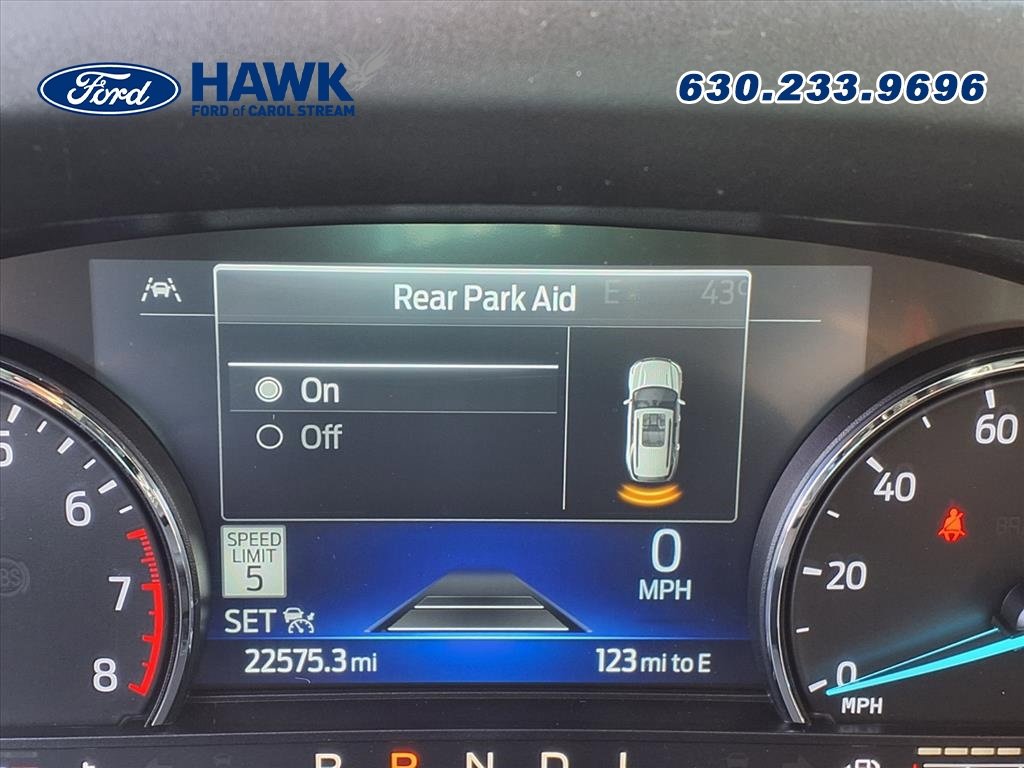 Ford
HAWK
FORD of CAROL STREAM
630.233.9696
Rear Park Aid
E 43°
On
Off
SPEED
LIMIT
5
0
MPH
SET
22575.3 mi
123 mi to E
5
6
7
8
60
40
20
0
MPH
P R N D L